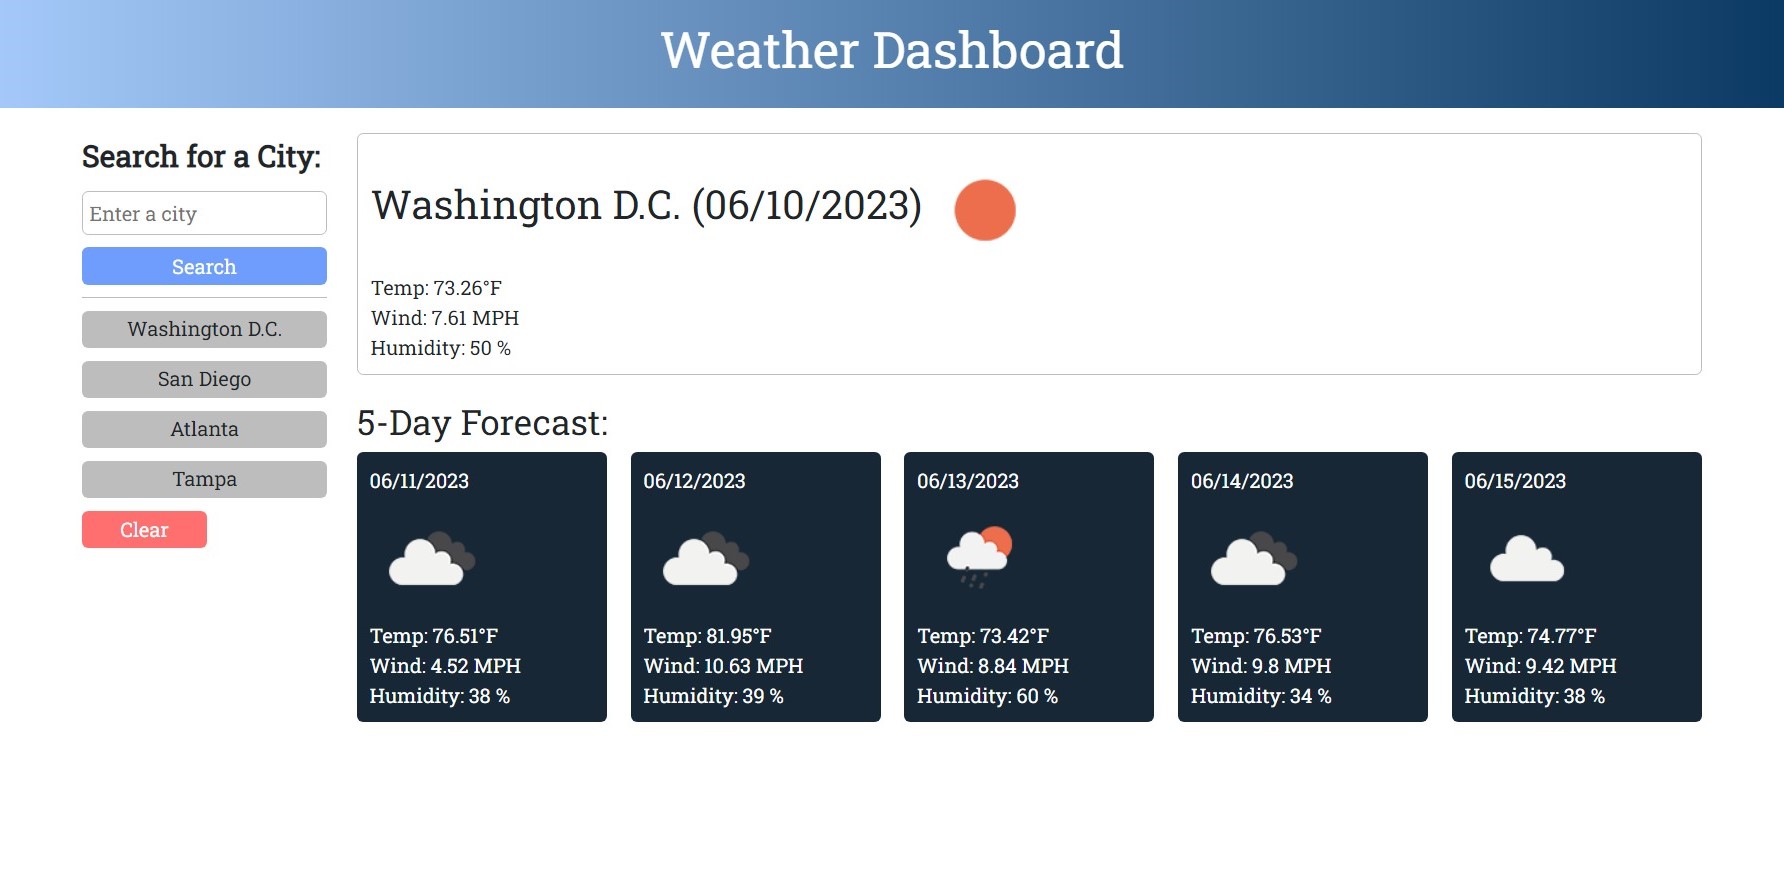 Weather Dashboard
Search for a City:
Enter a city
Search
Washington D.C.
San Diego
Atlanta
Tampa
Clear
Washington D.C. (06/10/2023)
Temp: 73.26°F
Wind: 7.61 MPH
Humidity: 50 %
5-Day Forecast:
06/11/2023
Temp: 76.51°F
Wind: 4.52 MPH
Humidity: 38 %
06/12/2023
Temp: 81.95°F
Wind: 10.63 MPH
Humidity: 39 %
06/13/2023
Temp: 73.42°F
Wind: 8.84 MPH
Humidity: 60 %
06/14/2023
Temp: 76.53°F
Wind: 9.8 MPH
Humidity: 34 %
06/15/2023
Temp: 74.77°F
Wind: 9.42 MPH
Humidity: 38 %